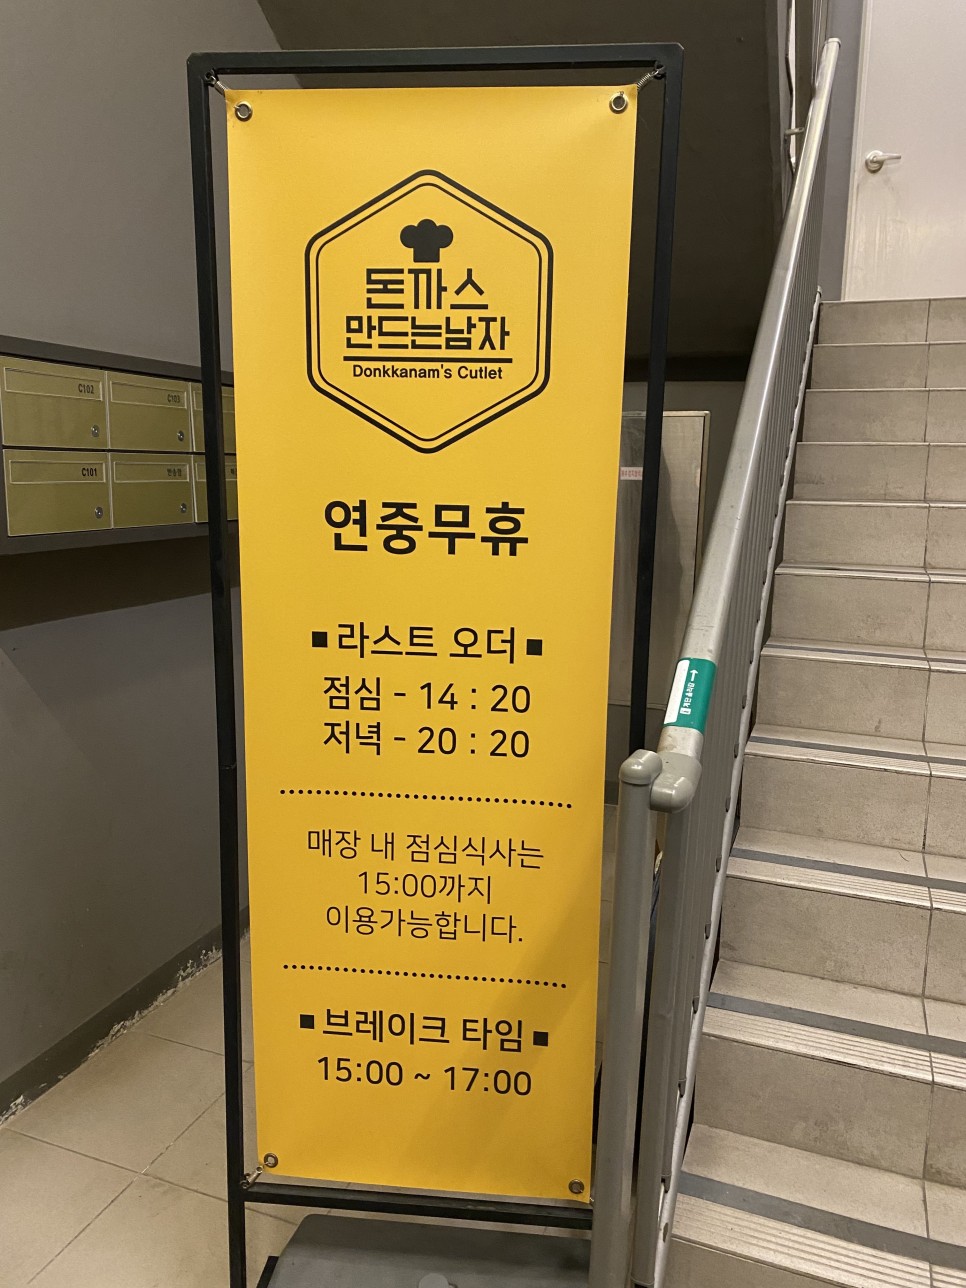 돈까스
만드는남자
Donkkanam's Cutlet
연중무휴
■ 라스트 오더 ■
점심 - 14 : 20
저녁 - 20 : 20
매장 내 점심식사는
15:00까지
이용가능합니다.
■ 브레이크 타임 ■
15:00 ~ 17:00
C102
C103
C101